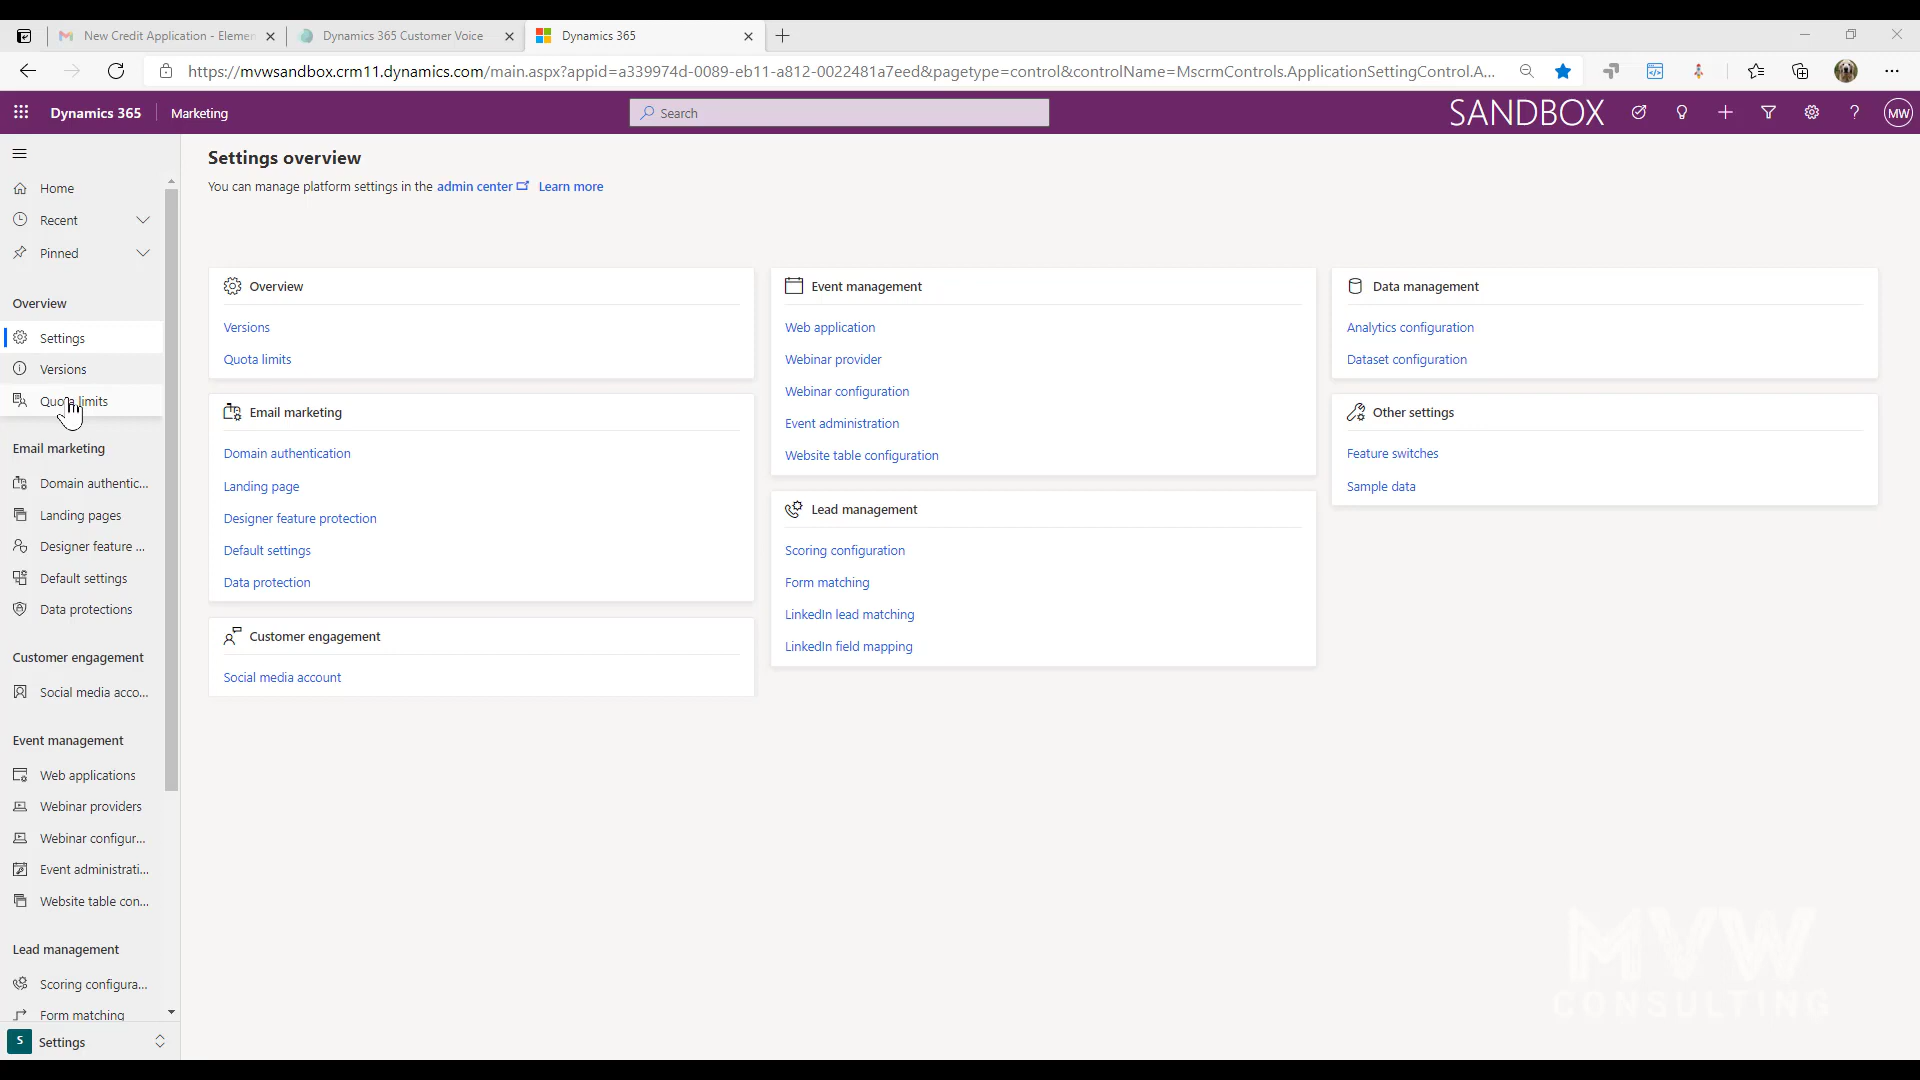 New Credit Application - Elemen
Dynamics 365 Customer Voice
Dynamics 365
https://mvwsandbox.crm11.dynamics.com/main.aspx?appid=a339974d-0089-eb11-a812-0022481a7eed&pagetype=control&controlName=MscrmControls.ApplicationSettingControl.A...
Dynamics 365
Marketing
Search
SANDBOX
MW
Home
Recent
Pinned
Overview
Settings
Versions
Quota limits
Email marketing
Domain authentic...
Landing pages
Designer feature ...
Default settings
Data protections
Customer engagement
Social media acco...
Event management
Web applications
Webinar providers
Webinar configur...
Event administrati...
Website table con...
Lead management
Scoring configura...
Form matching
S
Settings
Settings overview
You can manage platform settings in the admin center Learn more
Overview
Versions
Quota limits
Email marketing
Domain authentication
Landing page
Designer feature protection
Default settings
Data protection
Customer engagement
Social media account
Event management
Web application
Webinar provider
Webinar configuration
Event administration
Website table configuration
Lead management
Scoring configuration
Form matching
LinkedIn lead matching
LinkedIn field mapping
Data management
Analytics configuration
Dataset configuration
Other settings
Feature switches
Sample data
MVW
CONSULTING